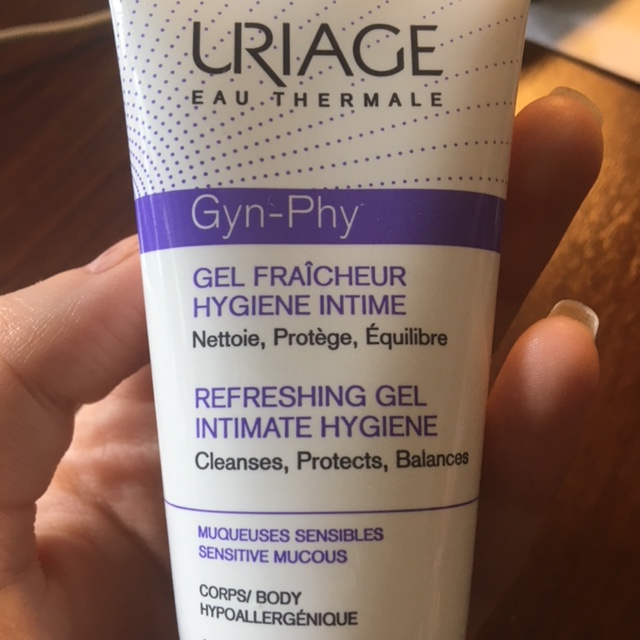 URIAGE
EAU THERMALE
Gyn-Phy
GEL FRAÎCHEUR
HYGIENE INTIME
Nettoie, Protège, Équilibre
REFRESHING GEL
INTIMATE HYGIENE
Cleanses, Protects, Balances
MUQUEUSES SENSIBLES
SENSITIVE MUCOUS
CORPS/ BODY
HYPOALLERGÉNIQUE